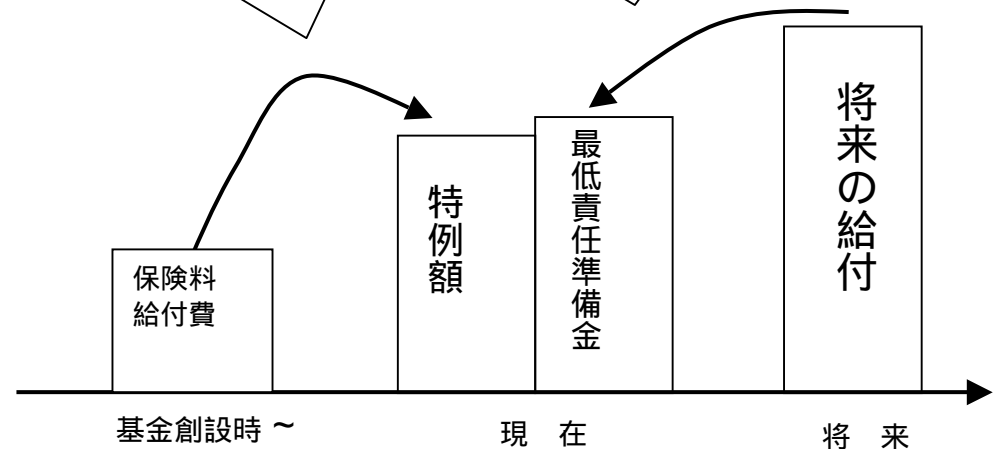 保険料
給付費
特例額
最低責任準備金
将来の給付
基金創設時 ~
現 在
将 来